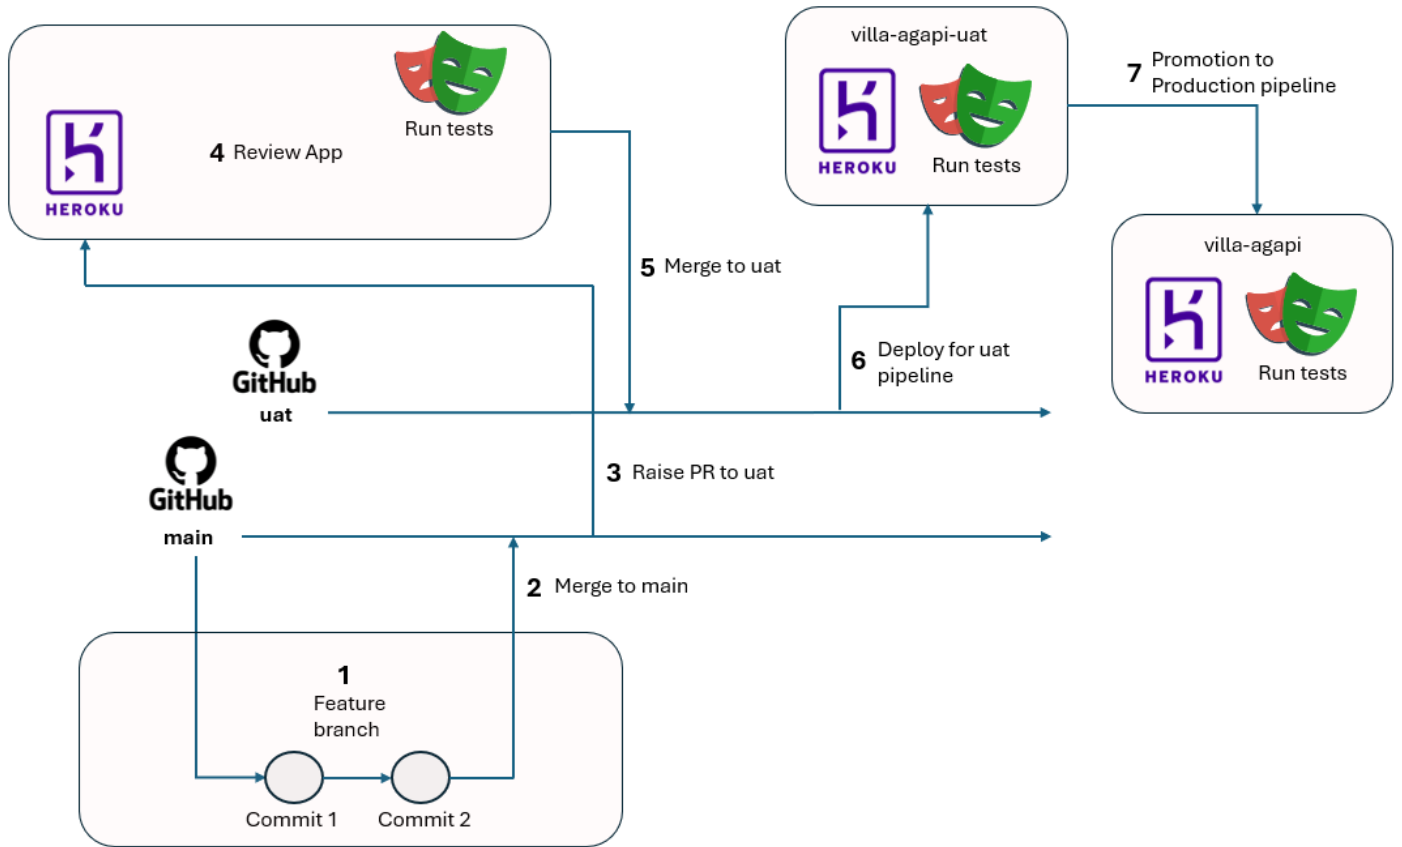 Run tests
HEROKU
4 Review App
villa-agapi-uat
HEROKU
Run tests
7 Promotion to
Production pipeline
villa-agapi
HEROKU
Run tests
5 Merge to uat
6 Deploy for uat
pipeline
GitHub
uat
3 Raise PR to uat
GitHub
main
2 Merge to main
1
Feature
branch
Commit 1
Commit 2